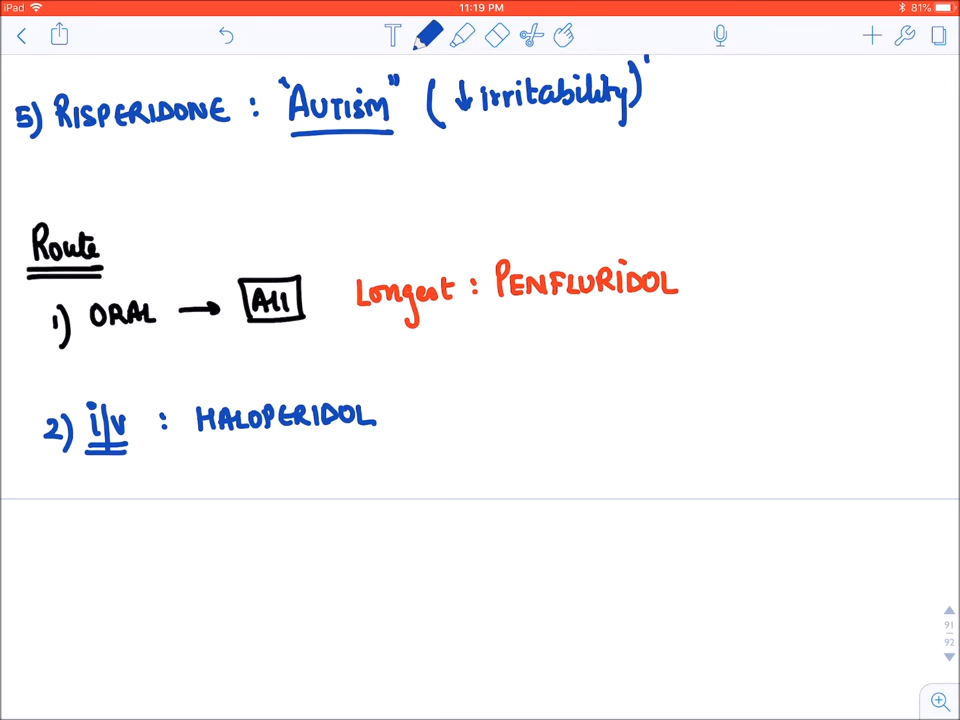 iPad 11:19 PM 81%
T
5) RISPERIDONE : "AUTISM" (↓ irritability)
Route
1) ORAL → All Longest : PENFLURIDOL
2) i/v : HALOPERIDOL
91
92